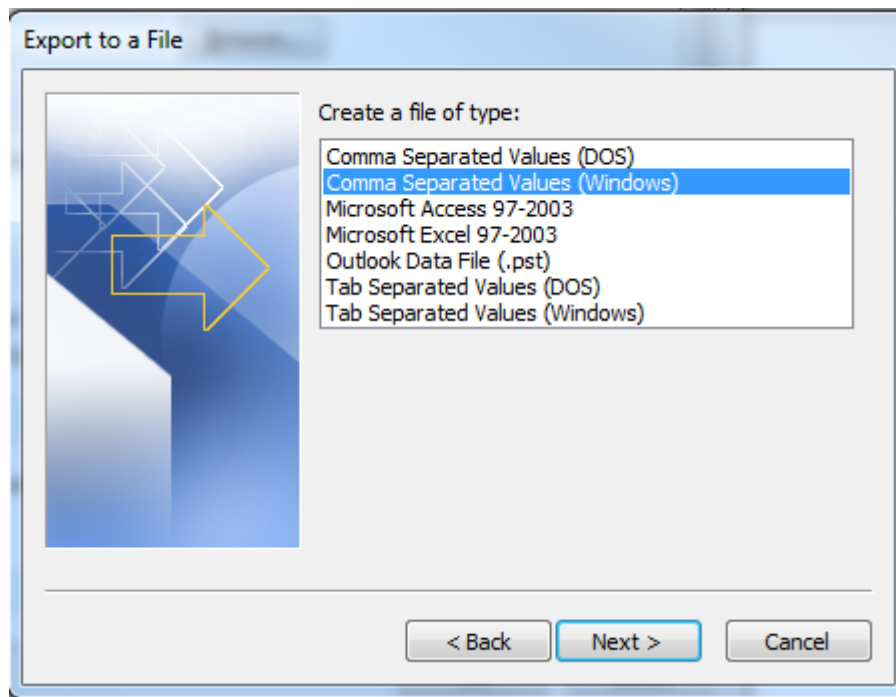 Export to a File
Create a file of type:
Comma Separated Values (DOS)
Comma Separated Values (Windows)
Microsoft Access 97-2003
Microsoft Excel 97-2003
Outlook Data File (.pst)
Tab Separated Values (DOS)
Tab Separated Values (Windows)
< Back Next > Cancel